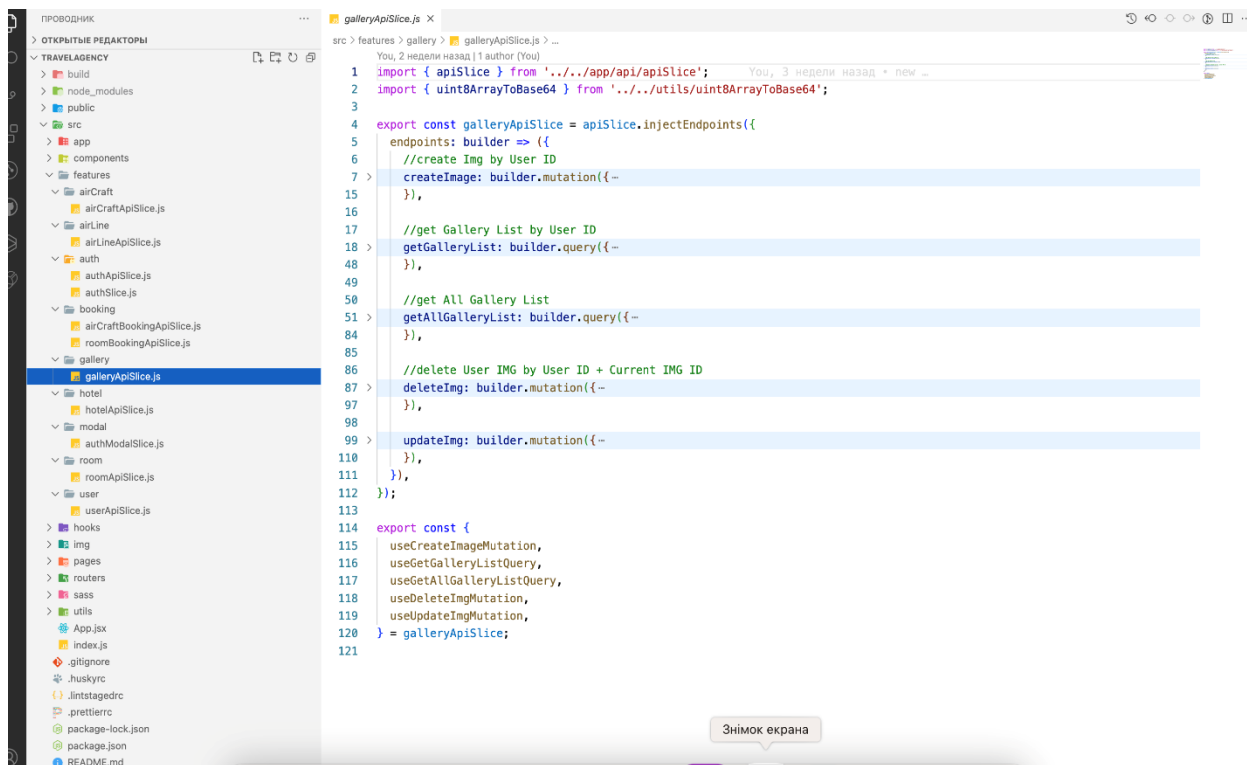 ПРОВОДНИК
galleryApiSlice.js
ОТКРЫТЫЕ РЕДАКТОРЫ
src > features > gallery > galleryApiSlice.js > ...
TRAVELAGENCY
You, 2 недели назад | 1 author (You)
build
node_modules
public
src
app
components
features
airCraft
airCraftApiSlice.js
airLine
airLineApiSlice.js
auth
authApiSlice.js
authSlice.js
booking
airCraftBookingApiSlice.js
roomBookingApiSlice.js
gallery
galleryApiSlice.js
hotel
hotelApiSlice.js
modal
authModalSlice.js
room
roomApiSlice.js
user
userApiSlice.js
hooks
img
pages
routers
sass
utils
App.jsx
index.js
.gitignore
.huskyrc
.lintstagedrc
.prettierrc
package-lock.json
package.json
README.md
1 import { apiSlice } from '../../app/api/apiSlice'; You, 3 недели назад • new …
2 import { uint8ArrayToBase64 } from '../../utils/uint8ArrayToBase64';
3
4 export const galleryApiSlice = apiSlice.injectEndpoints({
5 endpoints: builder => ({
6 //create Img by User ID
7 > createImage: builder.mutation({ ⋯
15 }),
16
17 //get Gallery List by User ID
18 > getGalleryList: builder.query({ ⋯
48 }),
49
50 //get All Gallery List
51 > getAllGalleryList: builder.query({ ⋯
84 }),
85
86 //delete User IMG by User ID + Current IMG ID
87 > deleteImg: builder.mutation({ ⋯
97 }),
98
99 > updateImg: builder.mutation({ ⋯
110 }),
111 }),
112 });
113
114 export const {
115 useCreateImageMutation,
116 useGetGalleryListQuery,
117 useGetAllGalleryListQuery,
118 useDeleteImgMutation,
119 useUpdateImgMutation,
120 } = galleryApiSlice;
121
Знімок екрана